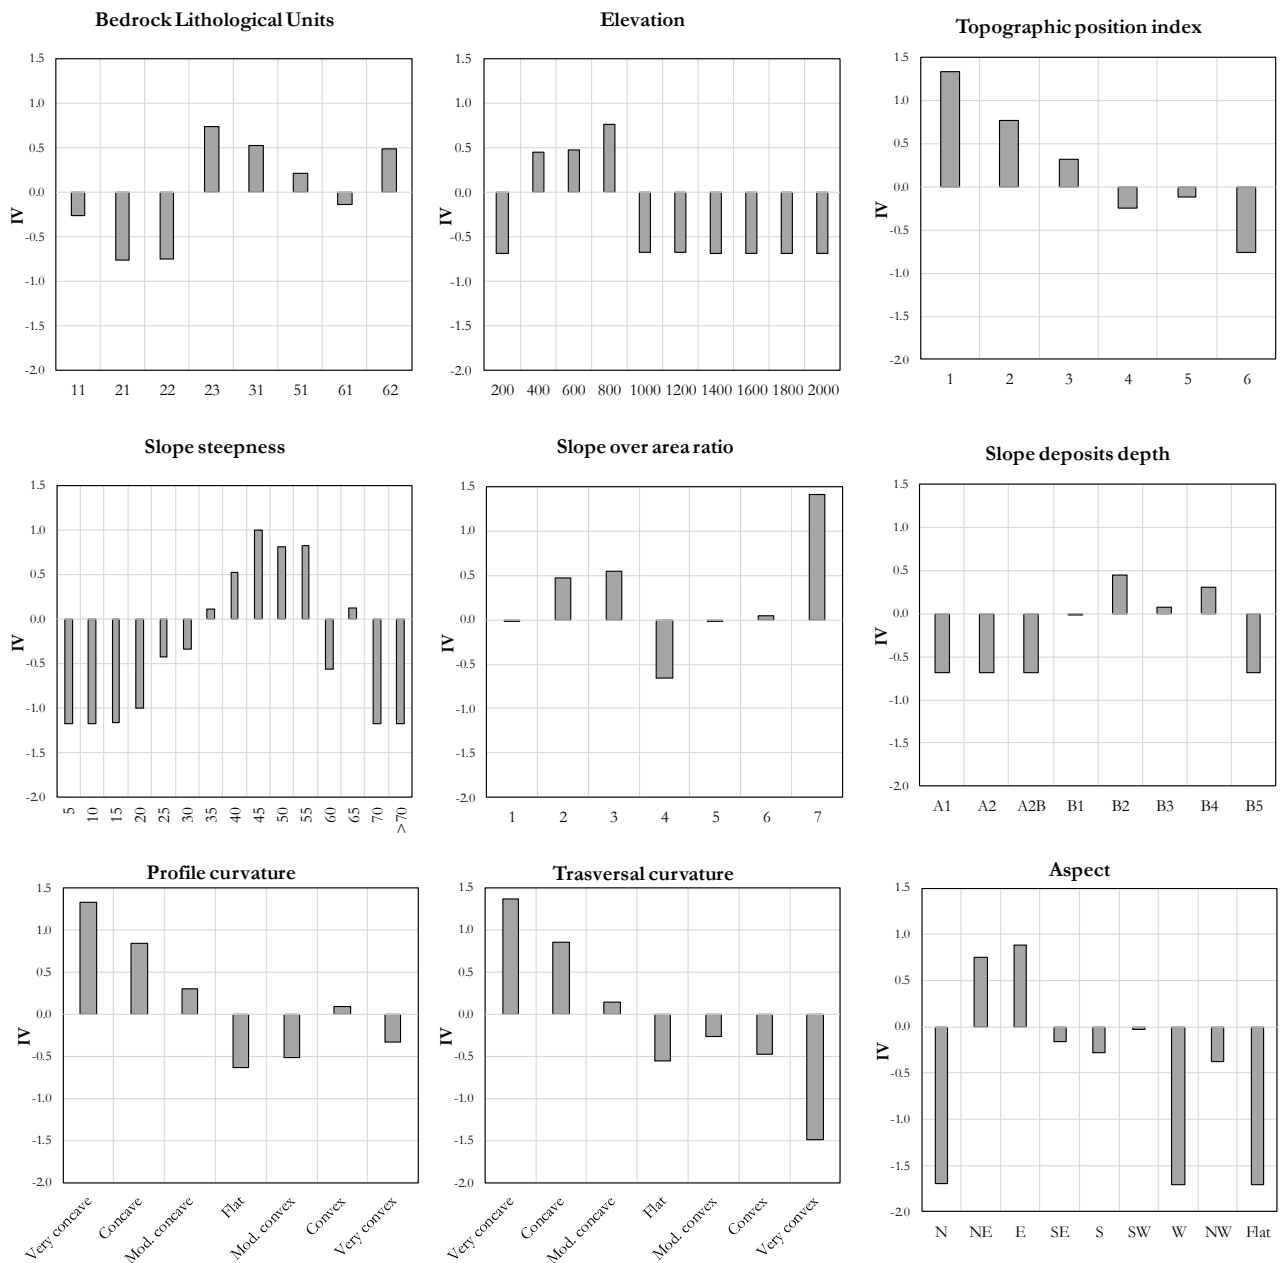 Bedrock Lithological Units
1.5
1.0
0.5
0.0
-0.5
-1.0
-1.5
-2.0
IV
11 21 22 23 31 51 61 62
Elevation
1.5
1.0
0.5
0.0
-0.5
-1.0
-1.5
-2.0
IV
200 400 600 800 1000 1200 1400 1600 1800 2000
Topographic position index
1.5
1.0
0.5
0.0
-0.5
-1.0
-1.5
-2.0
IV
1 2 3 4 5 6
Slope steepness
1.5
1.0
0.5
0.0
-0.5
-1.0
-1.5
-2.0
IV
5 10 15 20 25 30 35 40 45 50 55 60 65 70 >70
Slope over area ratio
1.5
1.0
0.5
0.0
-0.5
-1.0
-1.5
-2.0
IV
1 2 3 4 5 6 7
Slope deposits depth
1.5
1.0
0.5
0.0
-0.5
-1.0
-1.5
-2.0
IV
A1 A2 A2B B1 B2 B3 B4 B5
Profile curvature
1.5
1.0
0.5
0.0
-0.5
-1.0
-1.5
-2.0
IV
Very concave Concave Mod. concave Flat Mod. convex Convex Very convex
Trasversal curvature
1.5
1.0
0.5
0.0
-0.5
-1.0
-1.5
-2.0
IV
Very concave Concave Mod. concave Flat Mod. convex Convex Very convex
Aspect
1.5
1.0
0.5
0.0
-0.5
-1.0
-1.5
-2.0
IV
N NE E SE S SW W NW Flat